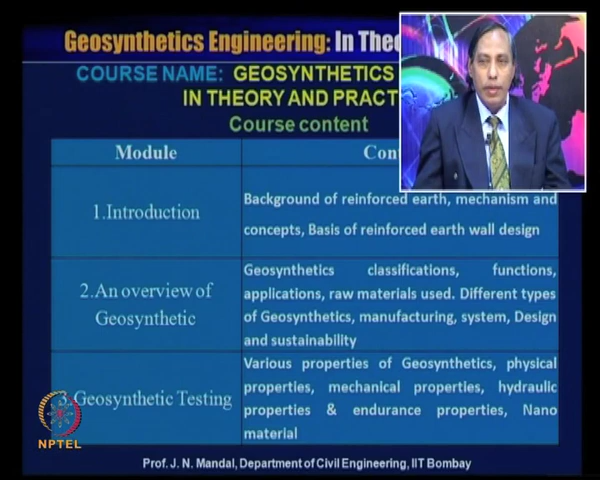 Geosynthetics Engineering: In Theo
COURSE NAME: GEOSYNTHETICS
IN THEORY AND PRACT
Course content
Module
Cont
1.Introduction
Background of reinforced earth, mechanism and
concepts, Basis of reinforced earth wall design
2.An overview of
Geosynthetic
Geosynthetics classifications, functions,
applications, raw materials used. Different types
of Geosynthetics, manufacturing, system, Design
and sustainability
3.Geosynthetic Testing
Various properties of Geosynthetics, physical
properties, mechanical properties, hydraulic
properties & endurance properties, Nano
material
NPTEL
Prof. J. N. Mandal, Department of Civil Engineering, IIT Bombay